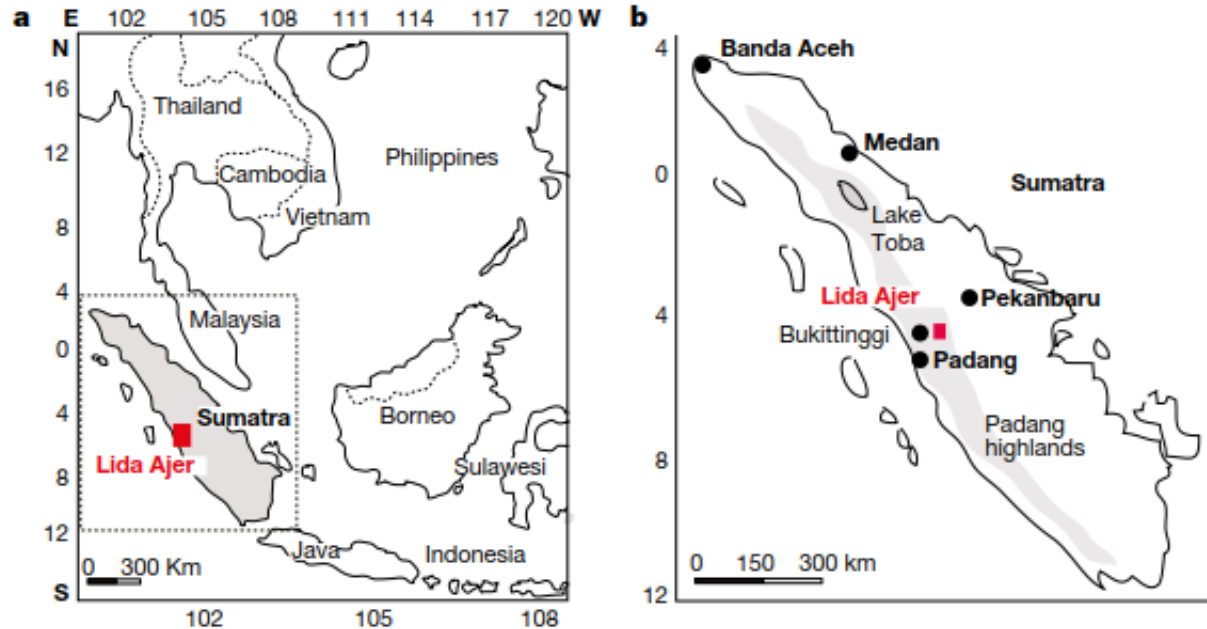 a E 102 105 108 111 114 117 120 W
N
16
Thailand
12
Philippines
Cambodia
8
Vietnam
4
Malaysia
0
4
Sumatra
Borneo
Lida Ajer
Sulawesi
8
12
Java
Indonesia
0 300 Km
S
102 105 108
b
4
Banda Aceh
Medan
0
Sumatra
Lake
Toba
Lida Ajer
Pekanbaru
4
Bukittinggi
Padang
Padang
highlands
8
0 150 300 km
12